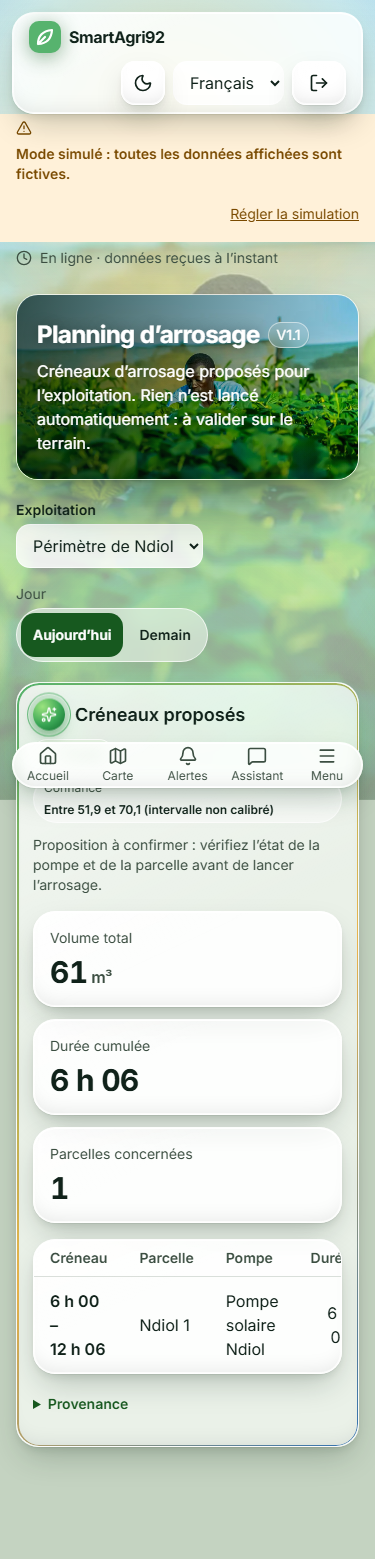 SmartAgri92
Français
Mode simulé : toutes les données affichées sont
fictives.
Régler la simulation
En ligne · données reçues à l’instant
Planning d’arrosage V1.1
Créneaux d’arrosage proposés pour
l’exploitation. Rien n’est lancé
automatiquement : à valider sur le
terrain.
Exploitation
Périmètre de Ndiol
Jour
Aujourd’hui Demain
Créneaux proposés
Accueil Carte Alertes Assistant Menu
Confiance
Entre 51,9 et 70,1 (intervalle non calibré)
Proposition à confirmer : vérifiez l’état de la
pompe et de la parcelle avant de lancer
l’arrosage.
Volume total
61 m³
Durée cumulée
6 h 06
Parcelles concernées
1
Créneau Parcelle Pompe Duré
6 h 00
–
12 h 06
Ndiol 1
Pompe
solaire
Ndiol
6
0
Provenance